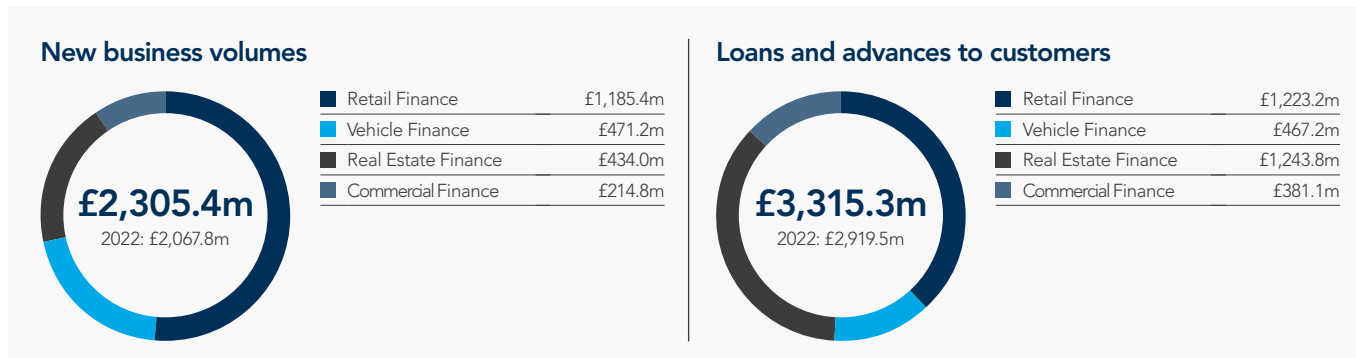 New business volumes
£2,305.4m
2022: £2,067.8m
Retail Finance £1,185.4m
Vehicle Finance £471.2m
Real Estate Finance £434.0m
Commercial Finance £214.8m
Loans and advances to customers
£3,315.3m
2022: £2,919.5m
Retail Finance £1,223.2m
Vehicle Finance £467.2m
Real Estate Finance £1,243.8m
Commercial Finance £381.1m